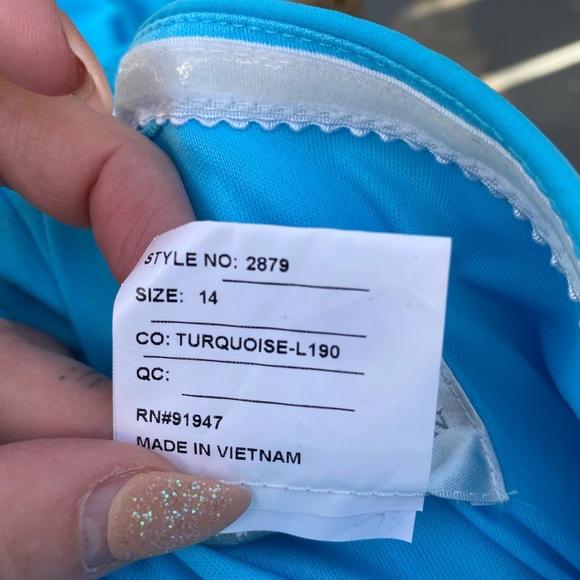 STYLE NO: 2879
SIZE: 14
CO: TURQUOISE-L190
QC:
RN#91947
MADE IN VIETNAM